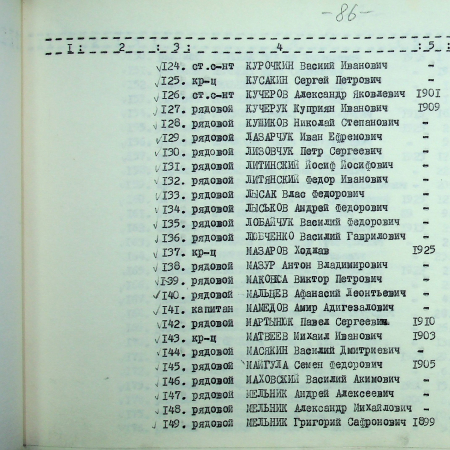 -86-
I : 2 : 3 : 4 : 5 :
124. ст.с-нт КУРОЧКИН Васиий Иванович -
125. кр-ц КУСАКИН Сергей Петрович -
126. ст.с-нт КУЧЕРОВ Александр Яковлевич 1901
127. рядовой КУЧЕРУК Куприян Иванович 1909
128. рядовой КУШИКОВ Николай Степанович -
129. рядовой ЛАЗАРЧУК Иван Ефремович -
130. рядовой ЛИЗОВЧУК Петр Сергеевич -
131. рядовой ЛИТИНСКИЙ Йосиф Йосифович -
132. рядовой ЛИТЯНСКИЙ Федор Иванович -
133. рядовой ЛЫСАК Влас Федорович -
134. рядовой ЛЫСЬКОВ Андрей Федорович -
135. рядовой ЛОБАЙЧУК Василий Федорович -
136. рядовой ЛЮБЧЕНКО Василий Гаврилович -
137. кр-ц МАЗАРОВ Ходжав 1925
138. рядовой МАЗУР Антон Владимирович -
139. рядовой МАКОВКА Виктор Петрович -
140. рядовой МАЛЬЦЕВ Афанасий Леонтьевич -
141. капитан МАМЕДОВ Амир Адигезалович -
142. рядовой МАРТЫНЮК Павел Сергеевич 1910
143. кр-ц МАТВЕЕВ Михаил Иванович 1903
144. рядовой МАСЯКИН Василий Дмитриевич -
145. рядовой МАЙГУЛА Семен Федорович 1905
146. рядовой МАХОВСКИЙ Василий Акимович -
147. рядовой МЕЛЬНИК Андрей Алексеевич -
148. рядовой МЕЛЬНИК Александр Михайлович -
149. рядовой МЕЛЬНИК Григорий Сафронович 1899